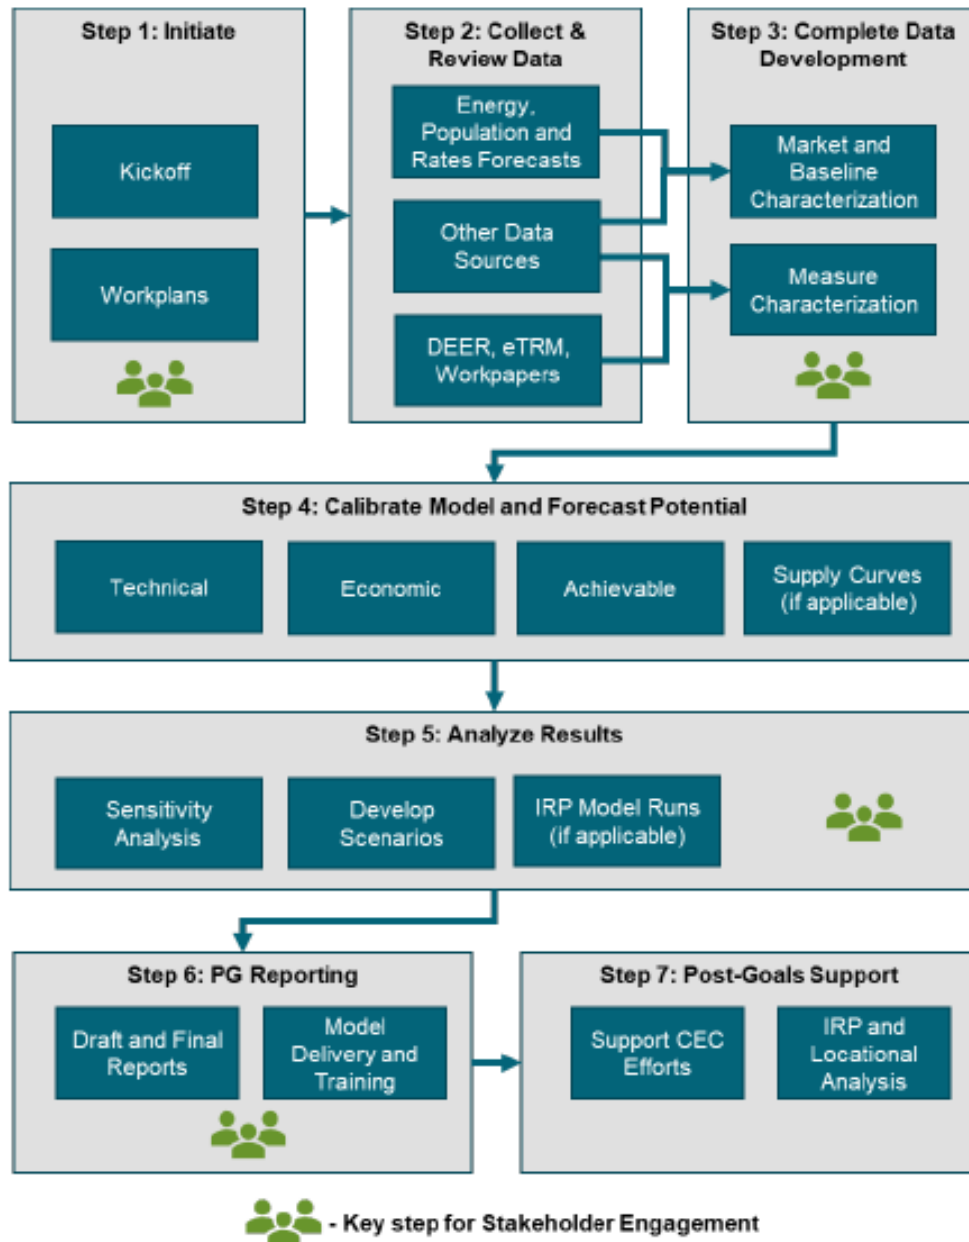 Step 1: Initiate
Kickoff
Workplans
Step 2: Collect &
Review Data
Energy,
Population and
Rates Forecasts
Other Data
Sources
DEER, eTRM,
Workpapers
Step 3: Complete Data
Development
Market and
Baseline
Characterization
Measure
Characterization
Step 4: Calibrate Model and Forecast Potential
Technical
Economic
Achievable
Supply Curves
(if applicable)
Step 5: Analyze Results
Sensitivity
Analysis
Develop
Scenarios
IRP Model Runs
(if applicable)
Step 6: PG Reporting
Draft and Final
Reports
Model
Delivery and
Training
Step 7: Post-Goals Support
Support CEC
Efforts
IRP and
Locational
Analysis
- Key step for Stakeholder Engagement